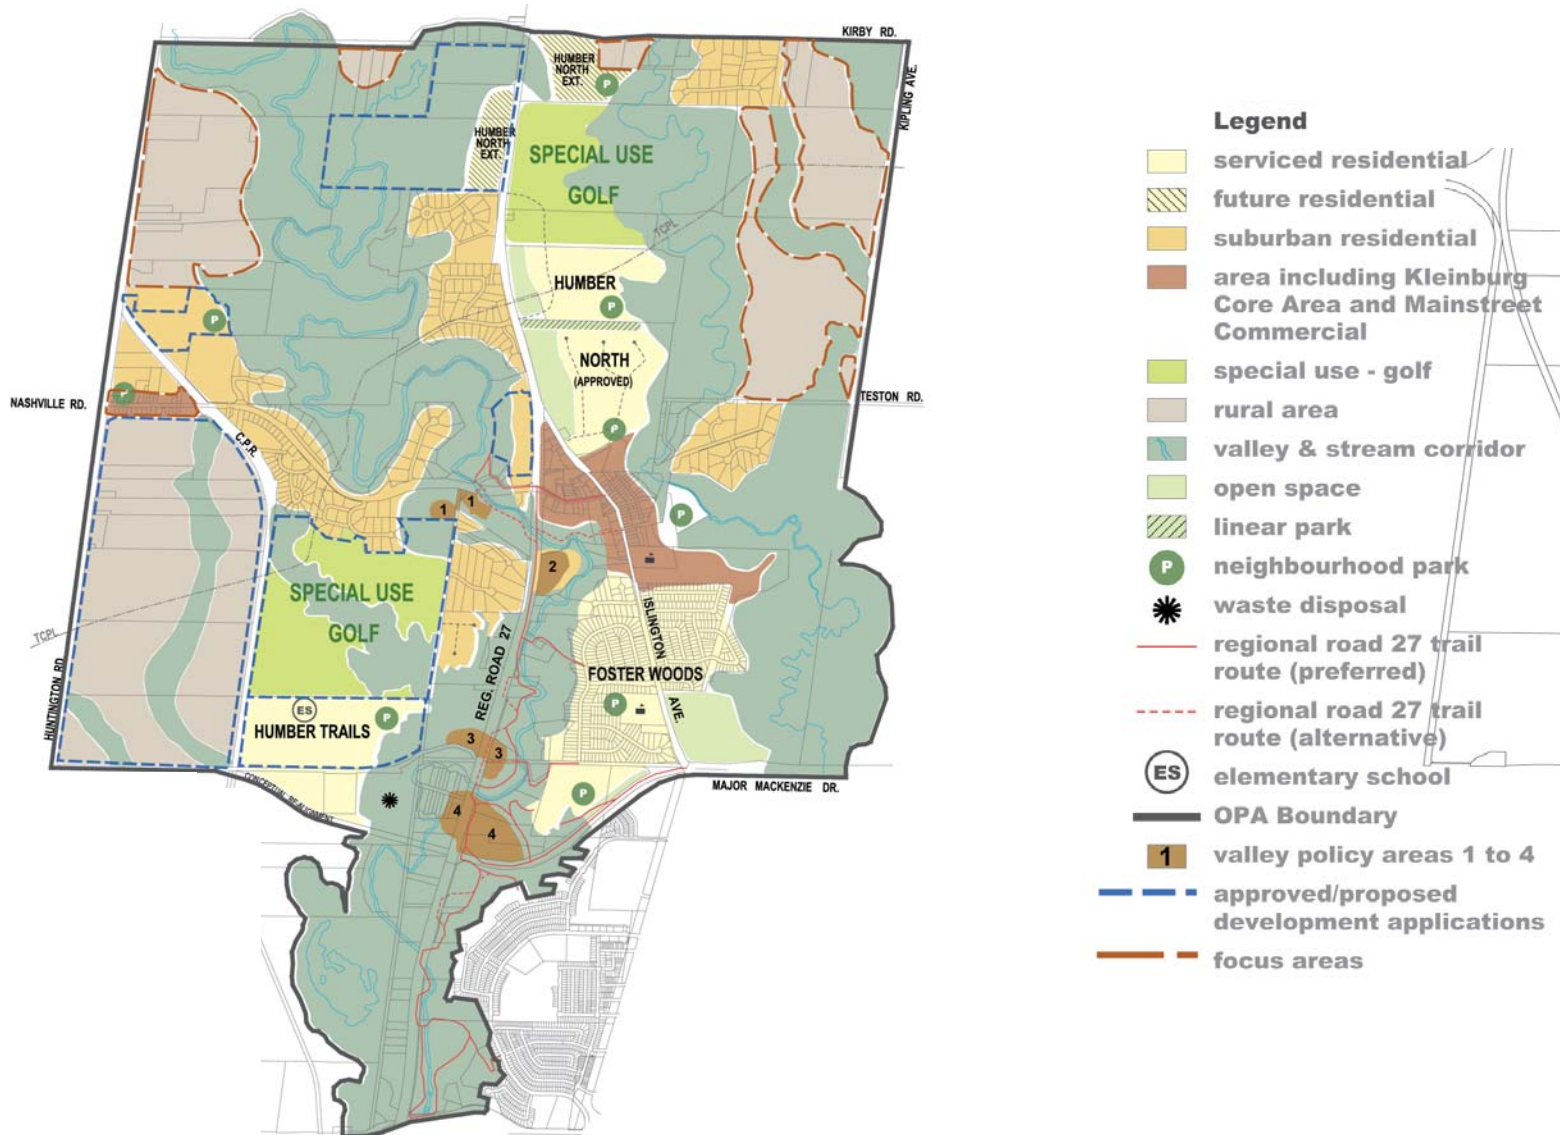 KIRBY RD.
KIPLING AVE.
HUMBER
NORTH
EXT.
P
HUMBER
NORTH
EXT.
SPECIAL USE
GOLF
TCPL
HUMBER
P
P
NORTH
(APPROVED)
P
NASHVILLE RD.
TESTON RD.
P
C.P.R.
1
1
P
2
SPECIAL USE
GOLF
TCPL
ISLINGTON
AVE.
REG. ROAD 27
FOSTER WOODS
P
HUNTINGTON RD.
ES
P
HUMBER TRAILS
3
3
CONCEPTUAL REALIGNMENT
MAJOR MACKENZIE DR.
P
4
4
Legend
serviced residential
future residential
suburban residential
area including Kleinburg
Core Area and Mainstreet
Commercial
special use - golf
rural area
valley & stream corridor
open space
linear park
P neighbourhood park
waste disposal
regional road 27 trail
route (preferred)
regional road 27 trail
route (alternative)
ES elementary school
OPA Boundary
1 valley policy areas 1 to 4
approved/proposed
development applications
focus areas